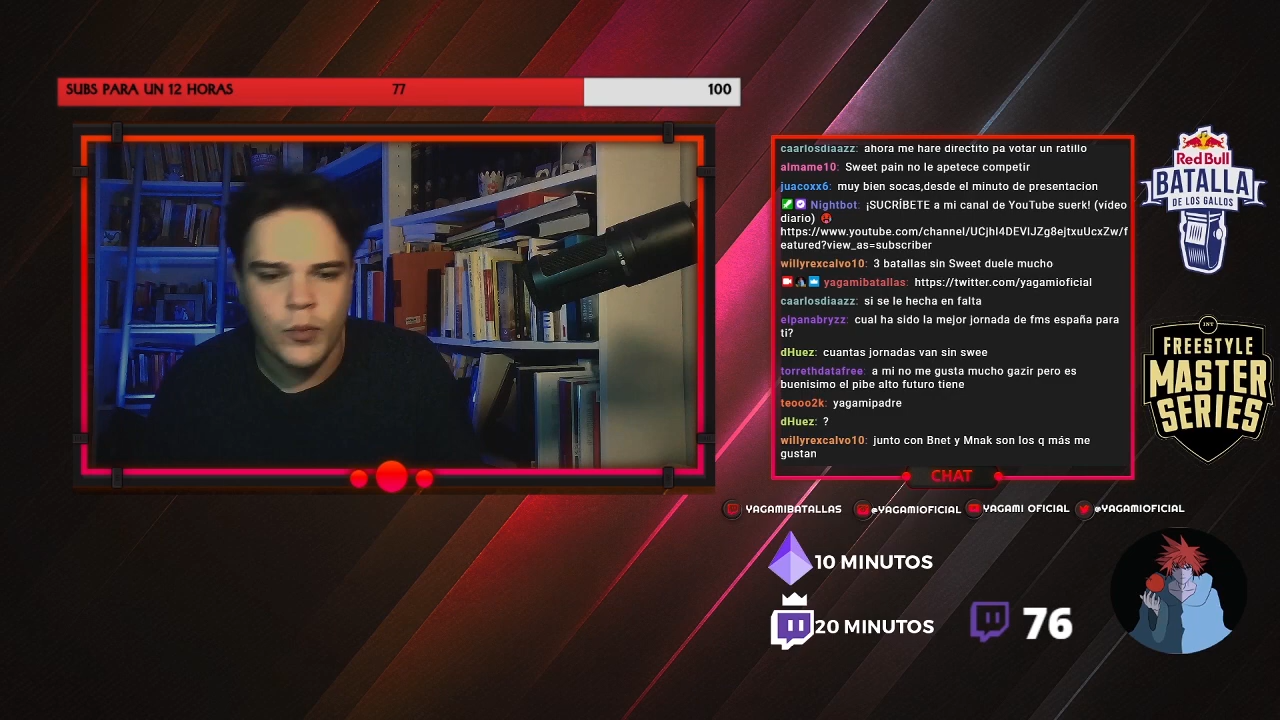 SUBS PARA UN 12 HORAS 77 100
caarlosdiaazz: ahora me hare directito pa votar un ratillo
almame10: Sweet pain no le apetece competir
juacoxx6: muy bien socas,desde el minuto de presentacion
Nightbot: ¡SUCRÍBETE a mi canal de YouTube suerk! (vídeo
diario)
https://www.youtube.com/channel/UCjhI4DEVIJZg8ejtxuUcxZw/f
eatured?view_as=subscriber
willyrexcalvo10: 3 batallas sin Sweet duele mucho
yagamibatallas: https://twitter.com/yagamioficial
caarlosdiaazz: si se le hecha en falta
elpanabryzz: cual ha sido la mejor jornada de fms españa para
ti?
dHuez: cuantas jornadas van sin swee
torrethdatafree: a mi no me gusta mucho gazir pero es
buenisimo el pibe alto futuro tiene
teooo2k: yagamipadre
dHuez: ?
willyrexcalvo10: junto con Bnet y Mnak son los q más me
gustan
CHAT
Red Bull
BATALLA
DE LOS GALLOS
INT
FREESTYLE
MASTER
SERIES
YAGAMIBATALLAS @YAGAMIOFICIAL YAGAMI OFICIAL @YAGAMIOFICIAL
10 MINUTOS
20 MINUTOS
76